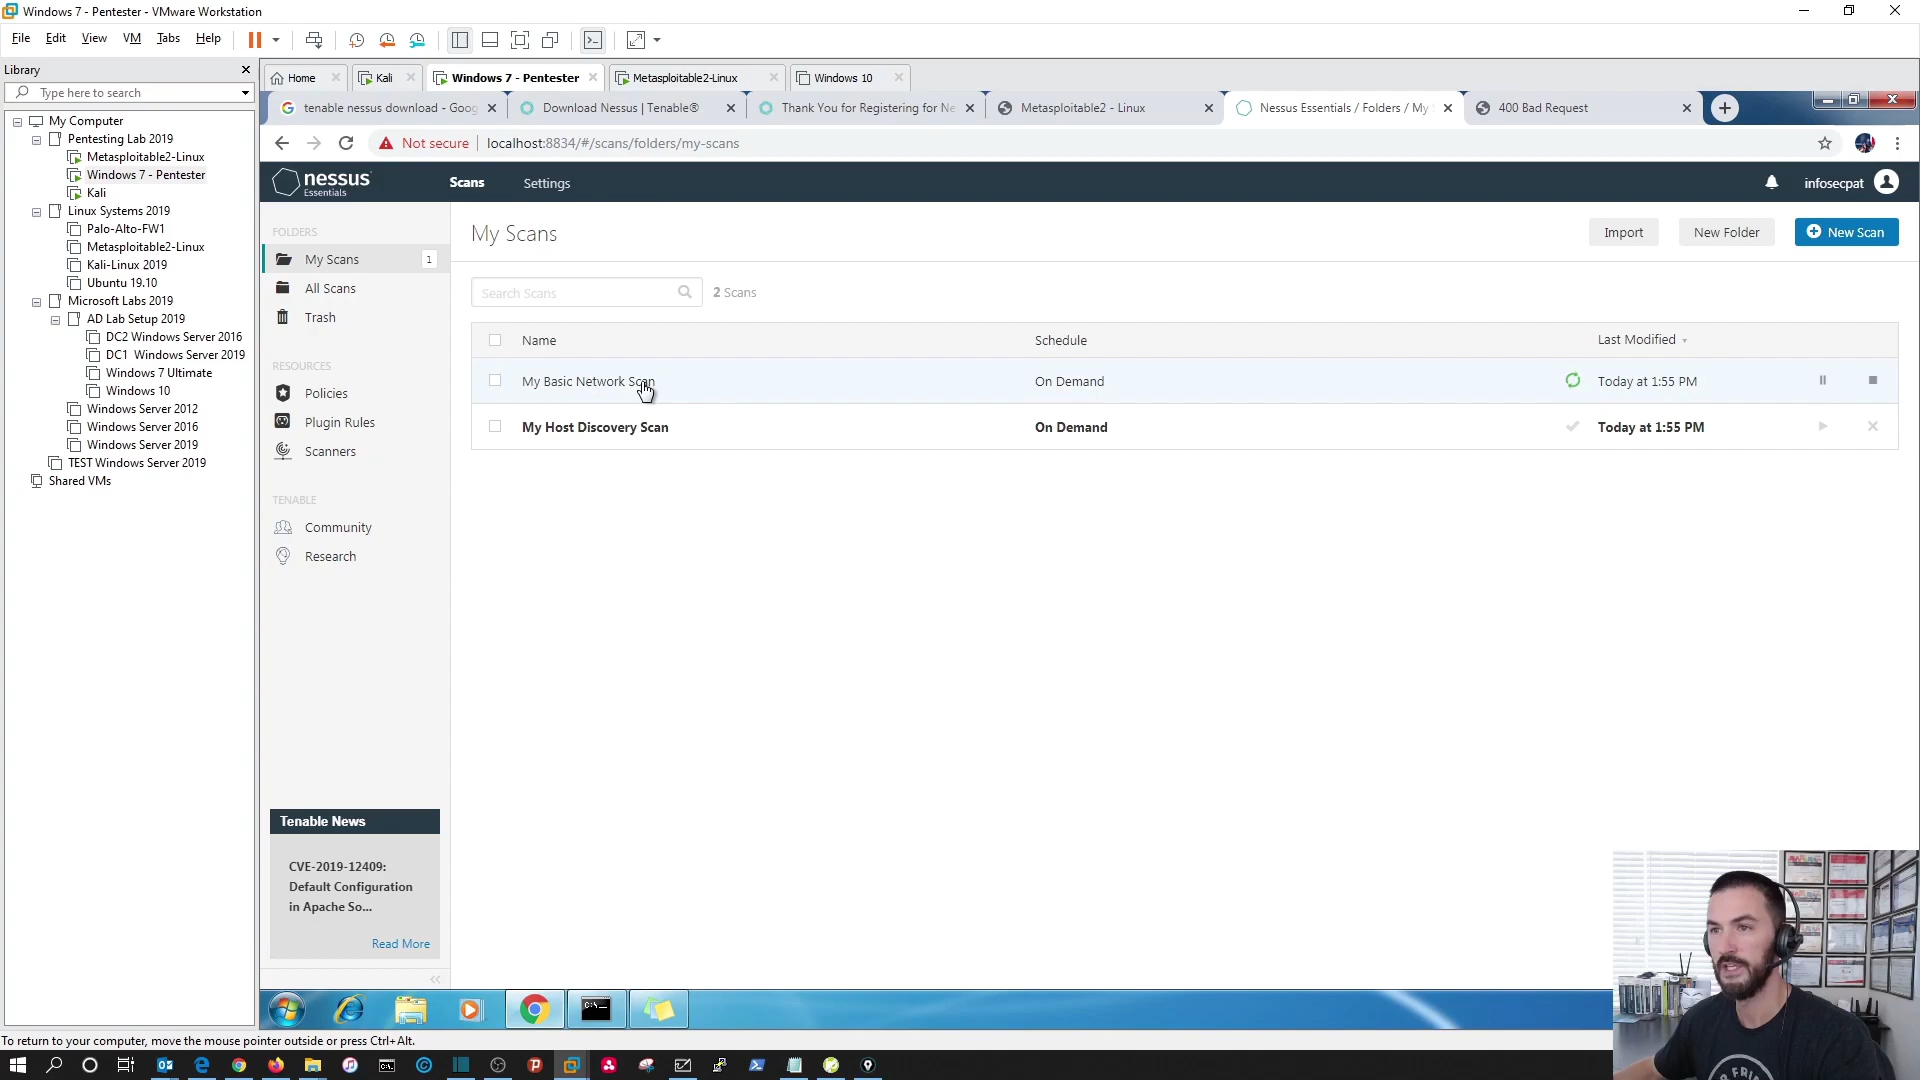 Windows 7 - Pentester - VMware Workstation
File Edit View VM Tabs Help
Library
Type here to search
My Computer
Pentesting Lab 2019
Metasploitable2-Linux
Windows 7 - Pentester
Kali
Linux Systems 2019
Palo-Alto-FW1
Metasploitable2-Linux
Kali-Linux 2019
Ubuntu 19.10
Microsoft Labs 2019
AD Lab Setup 2019
DC2 Windows Server 2016
DC1 Windows Server 2019
Windows 7 Ultimate
Windows 10
Windows Server 2012
Windows Server 2016
Windows Server 2019
TEST Windows Server 2019
Shared VMs
Home Kali Windows 7 - Pentester Metasploitable2-Linux Windows 10
tenable nessus download - Goog Download Nessus | Tenable® Thank You for Registering for Ne Metasploitable2 - Linux Nessus Essentials / Folders / My 400 Bad Request
Not secure localhost:8834/#/scans/folders/my-scans
nessus Essentials Scans Settings infosecpat
FOLDERS
My Scans 1
All Scans
Trash
RESOURCES
Policies
Plugin Rules
Scanners
TENABLE
Community
Research
Tenable News
CVE-2019-12409:
Default Configuration
in Apache So...
Read More
My Scans Import New Folder New Scan
Search Scans 2 Scans
Name Schedule Last Modified
My Basic Network Scan On Demand Today at 1:55 PM
My Host Discovery Scan On Demand Today at 1:55 PM
To return to your computer, move the mouse pointer outside or press Ctrl+Alt.